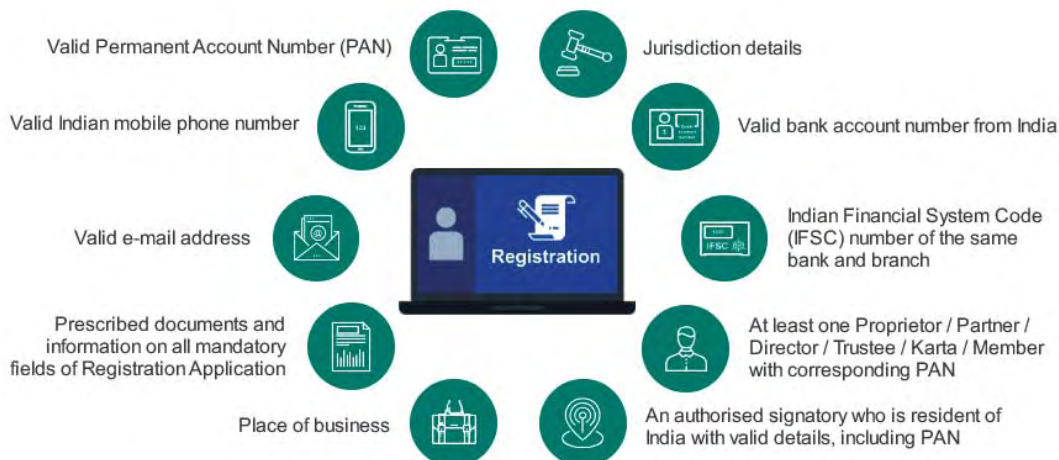 Valid Permanent Account Number (PAN)
Jurisdiction details
Valid Indian mobile phone number
123
Valid bank account number from India
Valid e-mail address
@
Registration
Indian Financial System Code
(IFSC) number of the same
bank and branch
IFSC
Prescribed documents and
information on all mandatory
fields of Registration Application
At least one Proprietor / Partner /
Director / Trustee / Karta / Member
with corresponding PAN
Place of business
An authorised signatory who is resident of
India with valid details, including PAN